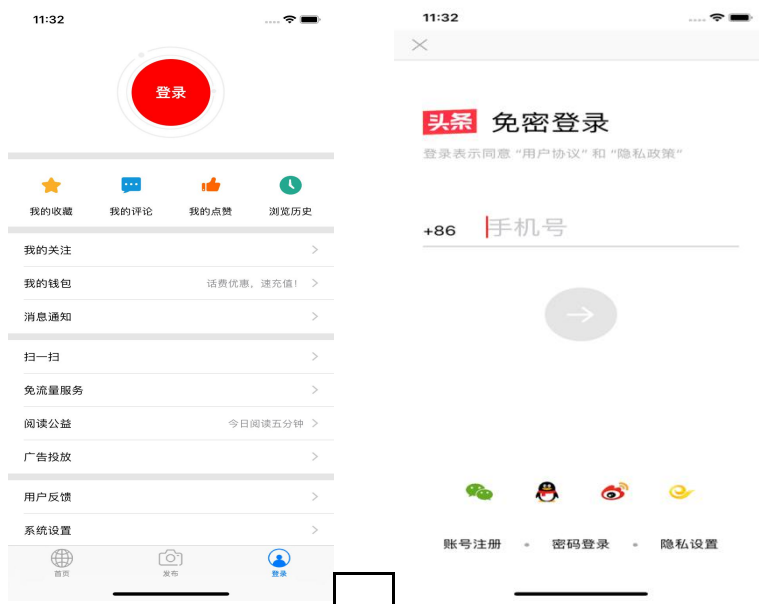 11:32
登录
我的收藏 我的评论 我的点赞 浏览历史
我的关注
我的钱包 话费优惠，速充值！
消息通知
扫一扫
免流量服务
阅读公益 今日阅读五分钟
广告投放
用户反馈
系统设置
首页 发布 登录
11:32
头条 免密登录
登录表示同意 “用户协议” 和 “隐私政策”
+86 手机号
账号注册 密码登录 隐私设置